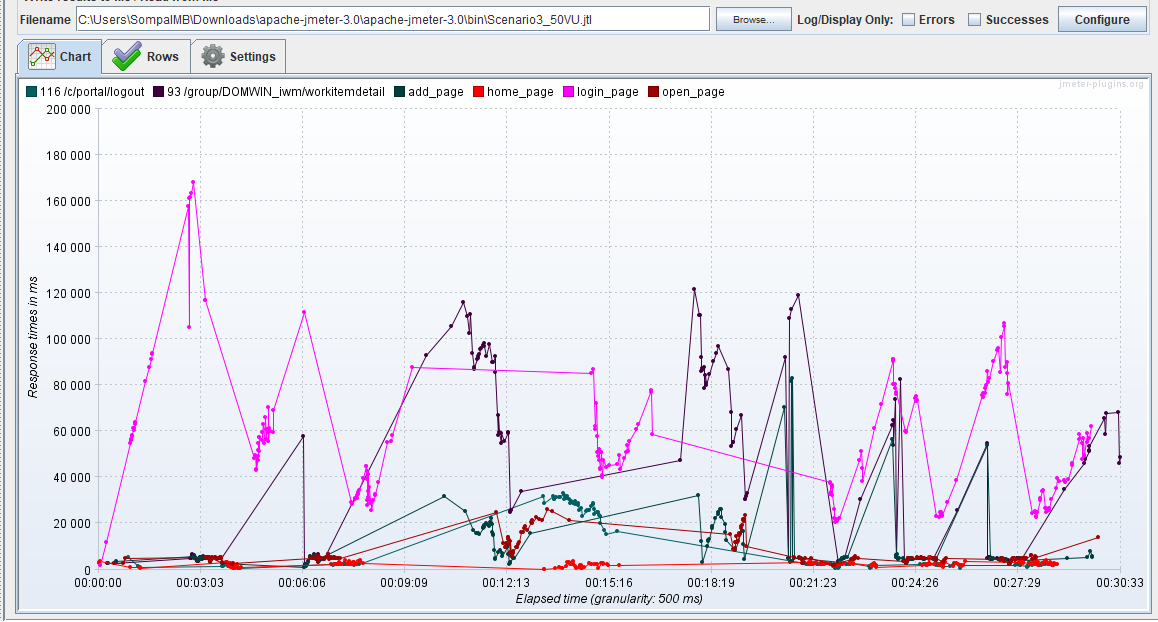 Filename C:\Users\SompalMB\Downloads\apache-jmeter-3.0\apache-jmeter-3.0\bin\Scenario3_50VU.jtl Browse... Log/Display Only: Errors Successes Configure
Chart Rows Settings
jmeter-plugins.org
116 /c/portal/logout 93 /group/DOMWIN_iwm/workitemdetail add_page home_page login_page open_page
200 000
180 000
160 000
140 000
120 000
100 000
80 000
60 000
40 000
20 000
0
Response times in ms
00:00:00 00:03:03 00:06:06 00:09:09 00:12:13 00:15:16 00:18:19 00:21:23 00:24:26 00:27:29 00:30:33
Elapsed time (granularity: 500 ms)